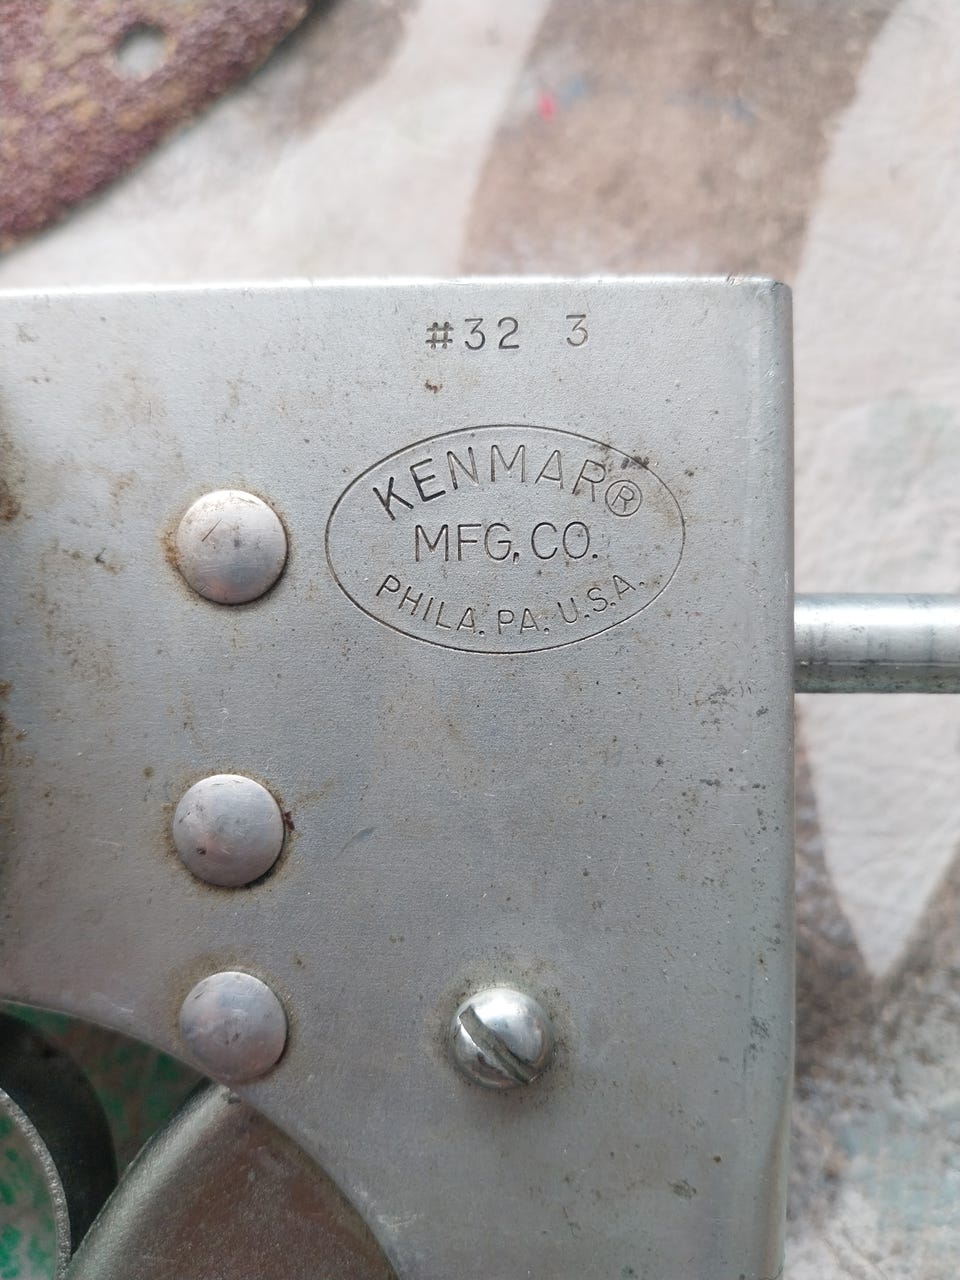 #32 3
KENMAR®
MFG. CO.
PHILA. PA. U.S.A.